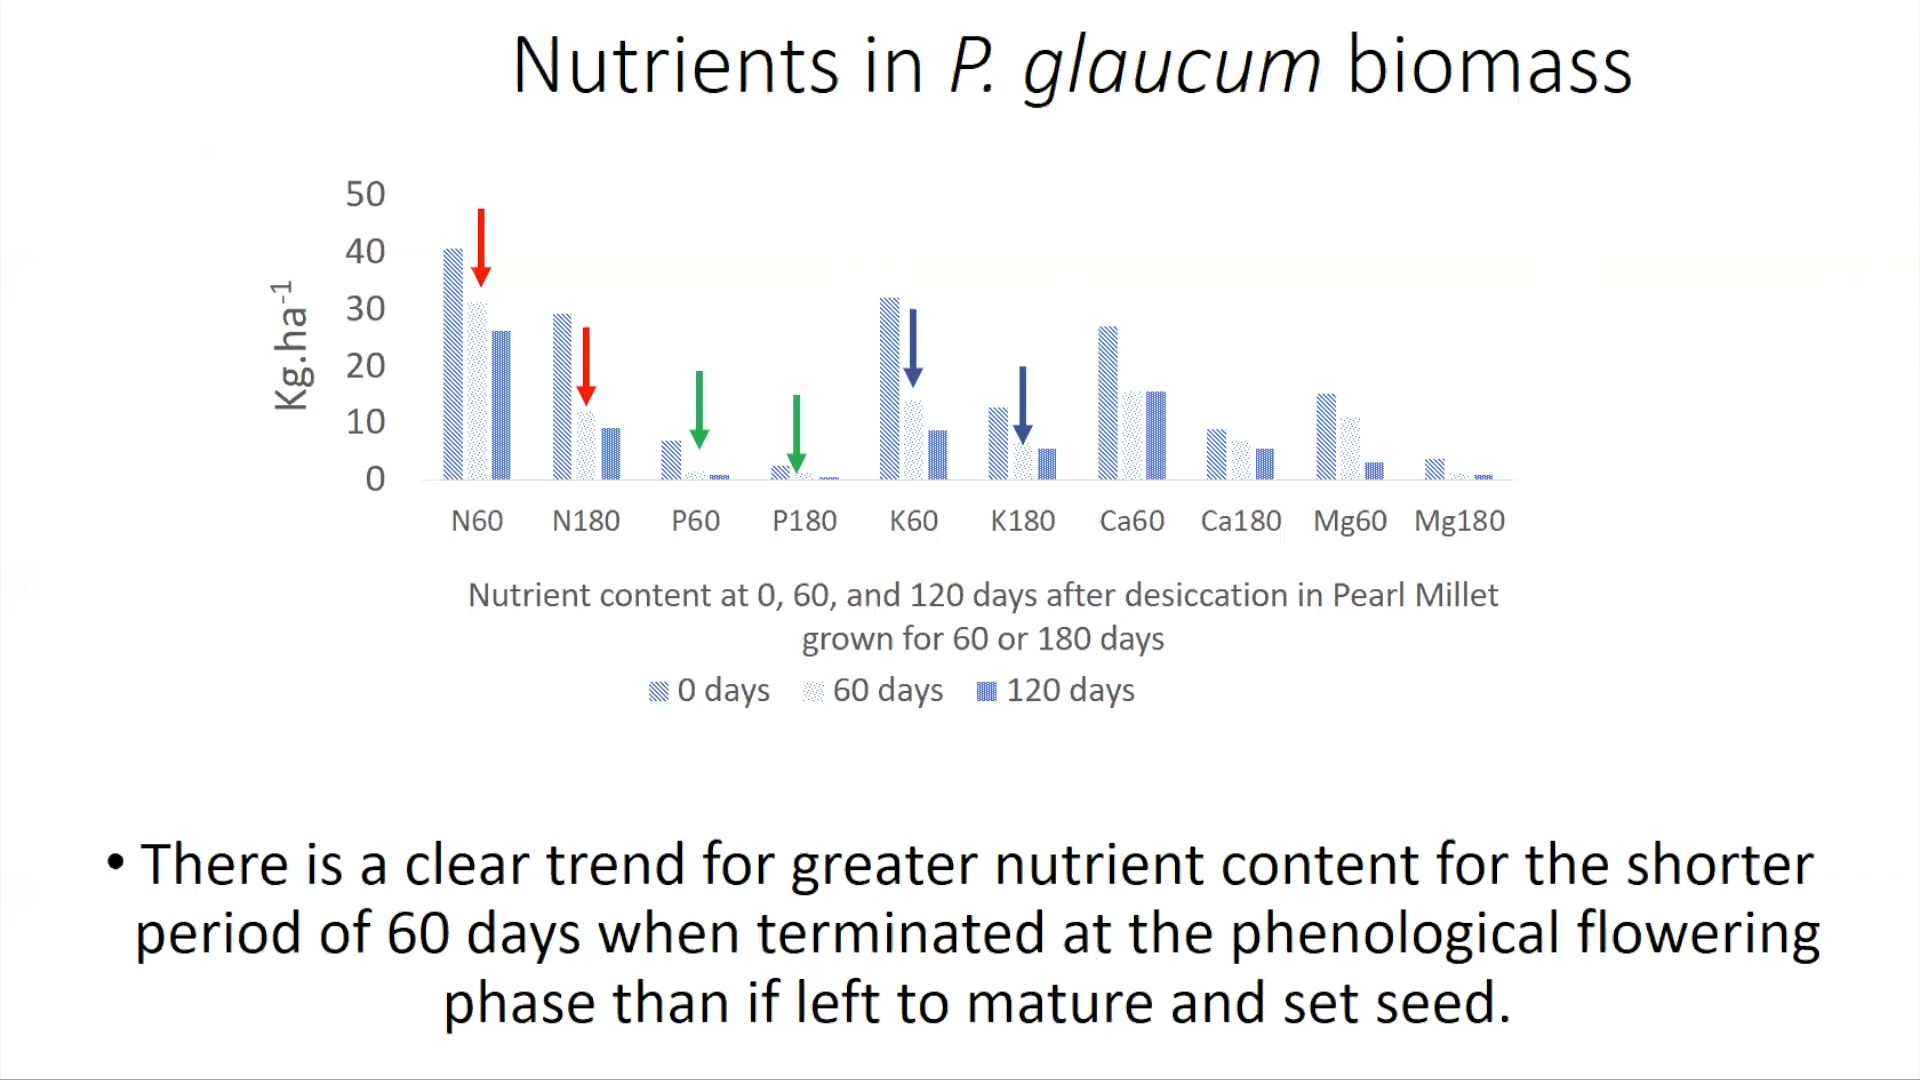 Nutrients in P. glaucum biomass
50
40
30
20
10
0
Kg.ha-1
N60 N180 P60 P180 K60 K180 Ca60 Ca180 Mg60 Mg180
Nutrient content at 0, 60, and 120 days after desiccation in Pearl Millet
grown for 60 or 180 days
0 days 60 days 120 days
• There is a clear trend for greater nutrient content for the shorter
period of 60 days when terminated at the phenological flowering
phase than if left to mature and set seed.